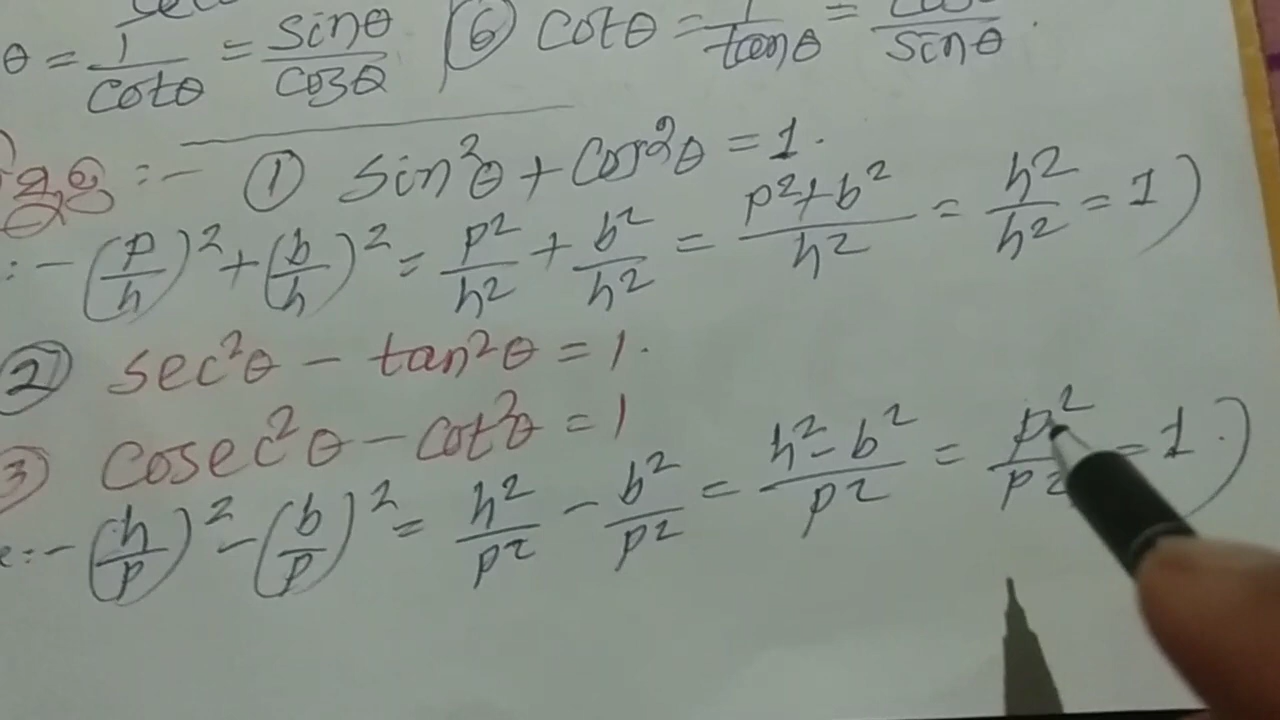 θ = 1/cotθ = sinθ/cosθ ⑥ cotθ = 1/tanθ = cosθ/sinθ.
:- ① sin²θ + cos²θ = 1.
:- (p/h)² + (b/h)² = p²/h² + b²/h² = p²+b²/h² = h²/h² = 1)
② sec²θ - tan²θ = 1.
③ cosec²θ - cot²θ = 1
:- (h/p)² - (b/p)² = h²/p² - b²/p² = h²-b²/p² = p²/p² = 1.)